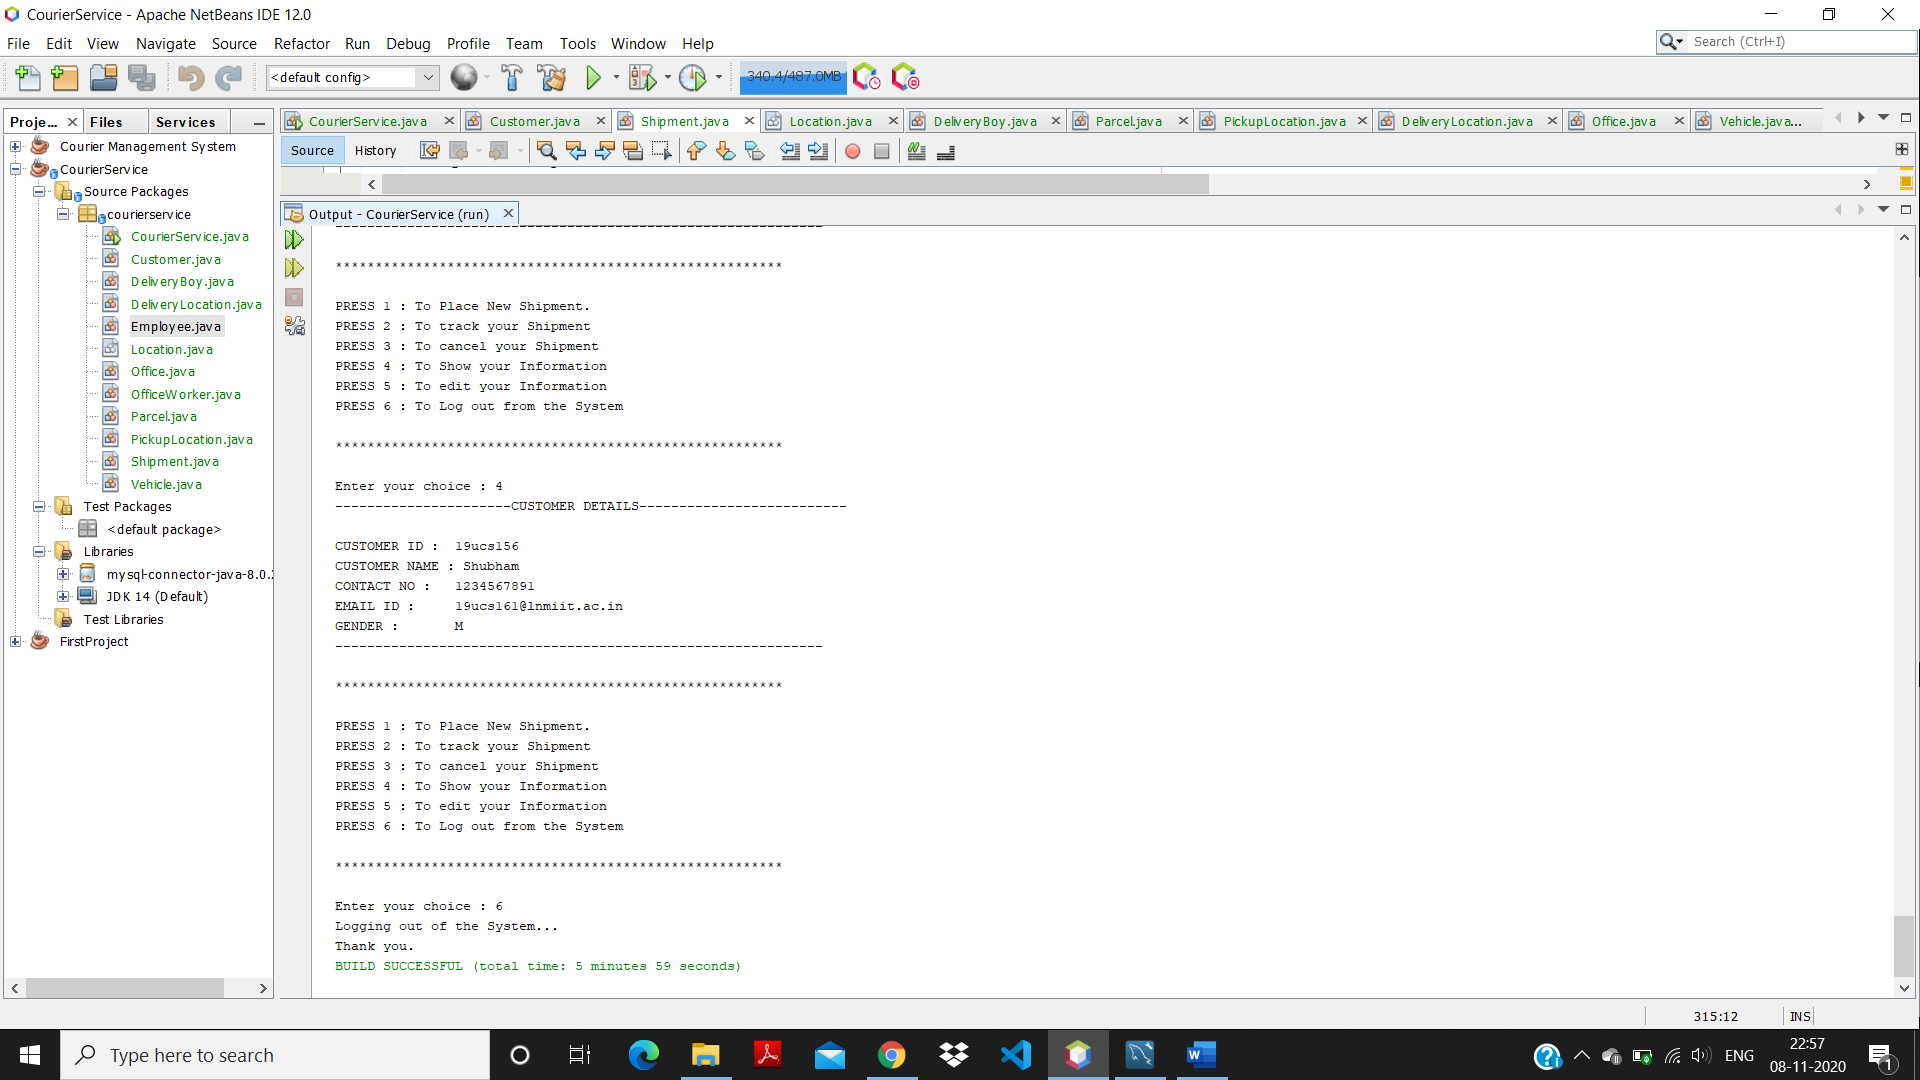 CourierService - Apache NetBeans IDE 12.0
File Edit View Navigate Source Refactor Run Debug Profile Team Tools Window Help
Search (Ctrl+I)
<default config>
340.4/487.0MB
Proje... Files Services
CourierService.java Customer.java Shipment.java Location.java DeliveryBoy.java Parcel.java PickupLocation.java DeliveryLocation.java Office.java Vehicle.java...
Source History
Courier Management System
CourierService
Source Packages
courierservice
CourierService.java
Customer.java
DeliveryBoy.java
DeliveryLocation.java
Employee.java
Location.java
Office.java
OfficeWorker.java
Parcel.java
PickupLocation.java
Shipment.java
Vehicle.java
Test Packages
<default package>
Libraries
mysql-connector-java-8.0.2
JDK 14 (Default)
Test Libraries
FirstProject
Output - CourierService (run)
-------------------------------------------------------------
********************************************************
PRESS 1 : To Place New Shipment.
PRESS 2 : To track your Shipment
PRESS 3 : To cancel your Shipment
PRESS 4 : To Show your Information
PRESS 5 : To edit your Information
PRESS 6 : To Log out from the System
********************************************************
Enter your choice : 4
----------------------CUSTOMER DETAILS--------------------------
CUSTOMER ID :  19ucs156
CUSTOMER NAME : Shubham
CONTACT NO :   1234567891
EMAIL ID :     19ucs161@lnmiit.ac.in
GENDER :       M
-------------------------------------------------------------
********************************************************
PRESS 1 : To Place New Shipment.
PRESS 2 : To track your Shipment
PRESS 3 : To cancel your Shipment
PRESS 4 : To Show your Information
PRESS 5 : To edit your Information
PRESS 6 : To Log out from the System
********************************************************
Enter your choice : 6
Logging out of the System...
Thank you.
BUILD SUCCESSFUL (total time: 5 minutes 59 seconds)
315:12 INS
Type here to search
ENG
22:57
08-11-2020
1